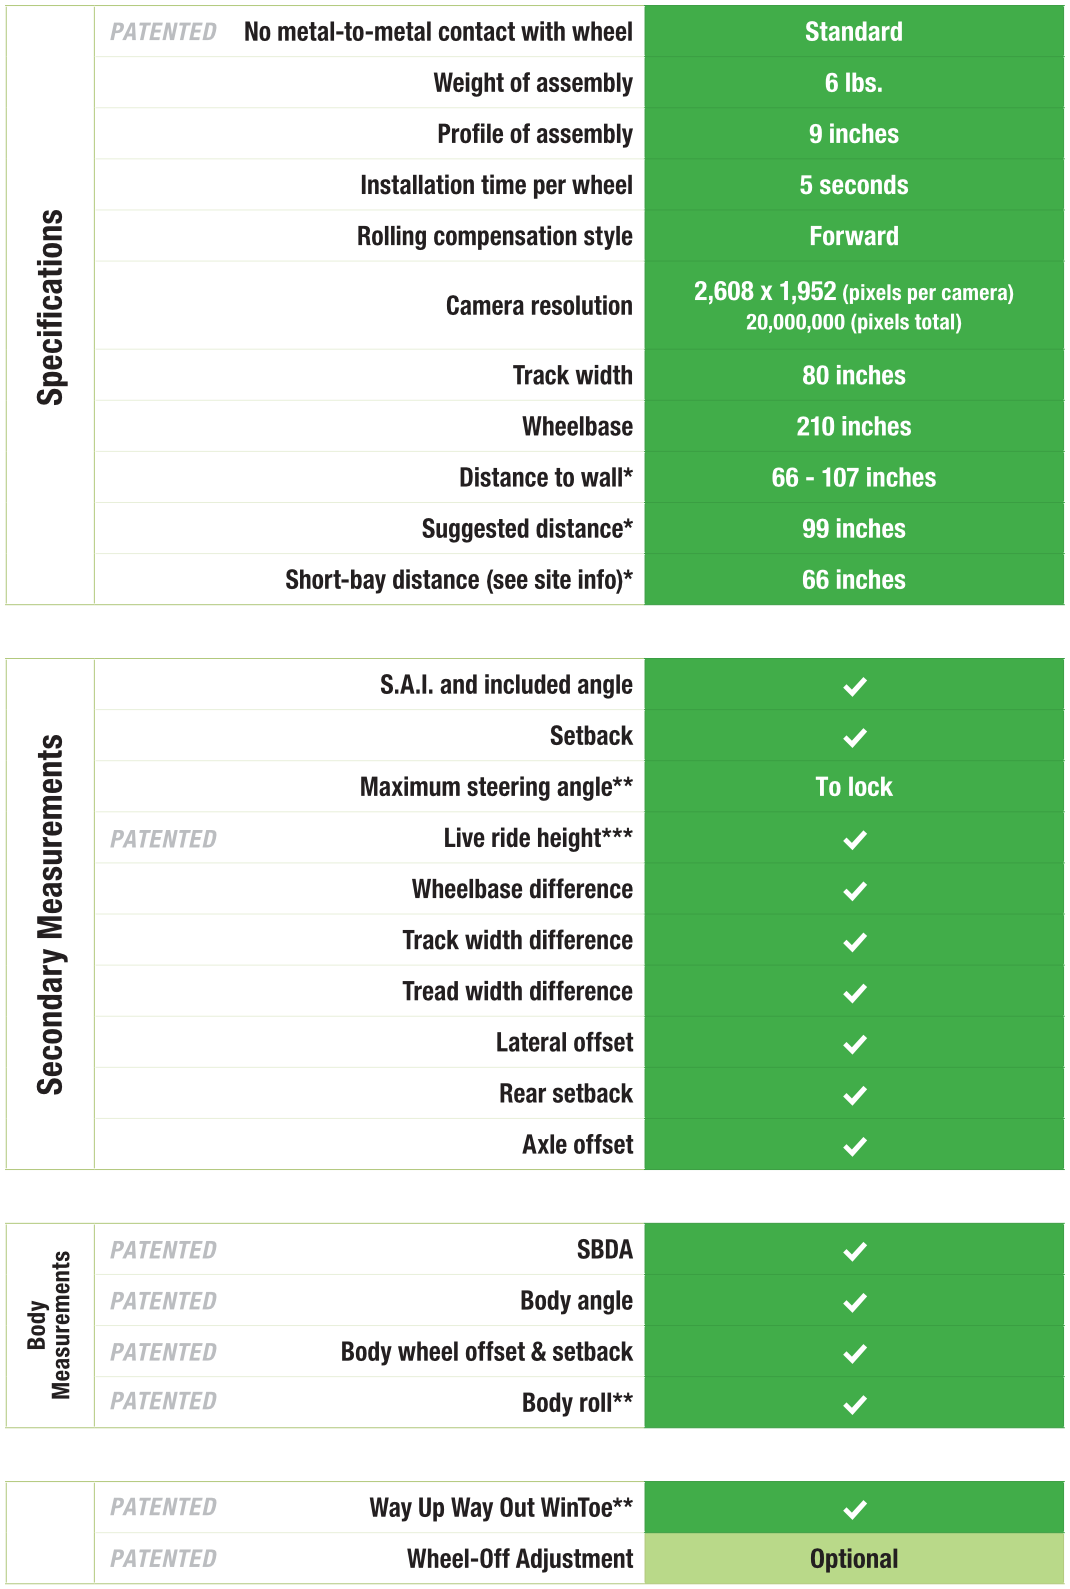 Specifications
PATENTED No metal-to-metal contact with wheel Standard
Weight of assembly 6 lbs.
Profile of assembly 9 inches
Installation time per wheel 5 seconds
Rolling compensation style Forward
Camera resolution 2,608 x 1,952 (pixels per camera)
20,000,000 (pixels total)
Track width 80 inches
Wheelbase 210 inches
Distance to wall* 66 - 107 inches
Suggested distance* 99 inches
Short-bay distance (see site info)* 66 inches
Secondary Measurements
S.A.I. and included angle ✓
Setback ✓
Maximum steering angle** To lock
PATENTED Live ride height*** ✓
Wheelbase difference ✓
Track width difference ✓
Tread width difference ✓
Lateral offset ✓
Rear setback ✓
Axle offset ✓
Body
Measurements
PATENTED SBDA ✓
PATENTED Body angle ✓
PATENTED Body wheel offset & setback ✓
PATENTED Body roll** ✓
PATENTED Way Up Way Out WinToe** ✓
PATENTED Wheel-Off Adjustment Optional